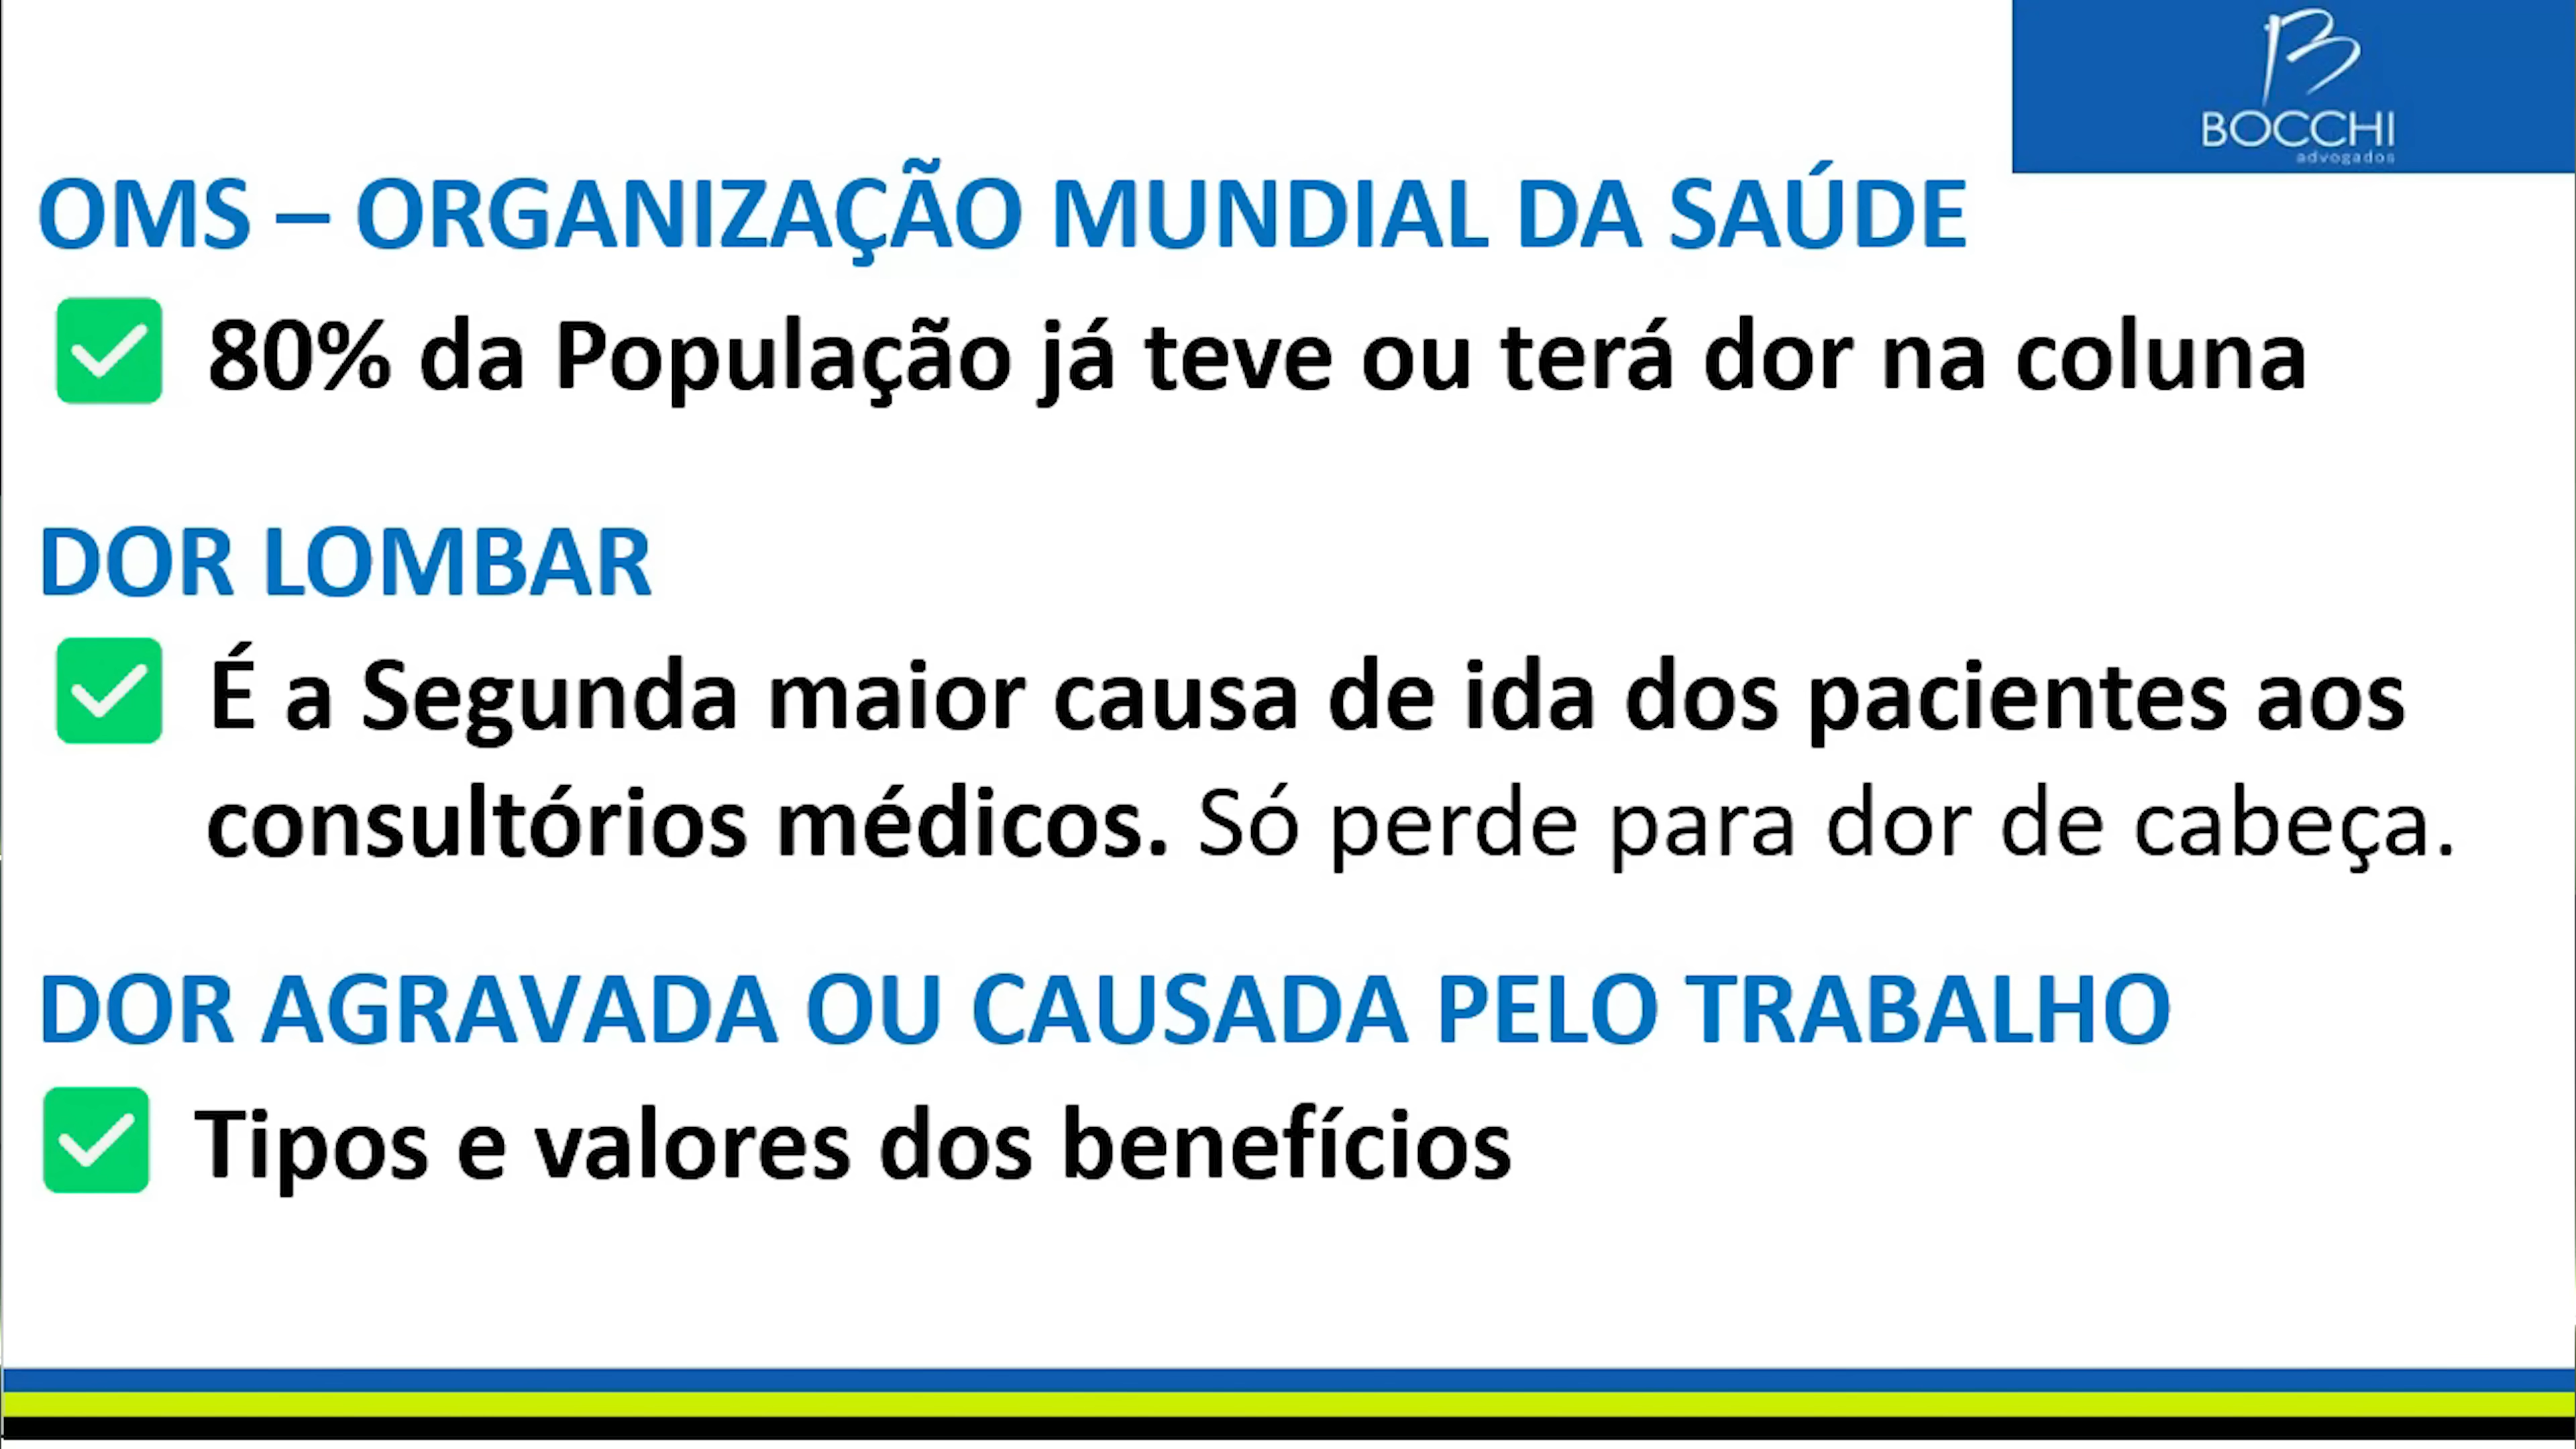 BOCCHI
advogados
OMS – ORGANIZAÇÃO MUNDIAL DA SAÚDE
80% da População já teve ou terá dor na coluna
DOR LOMBAR
É a Segunda maior causa de ida dos pacientes aos
consultórios médicos. Só perde para dor de cabeça.
DOR AGRAVADA OU CAUSADA PELO TRABALHO
Tipos e valores dos benefícios